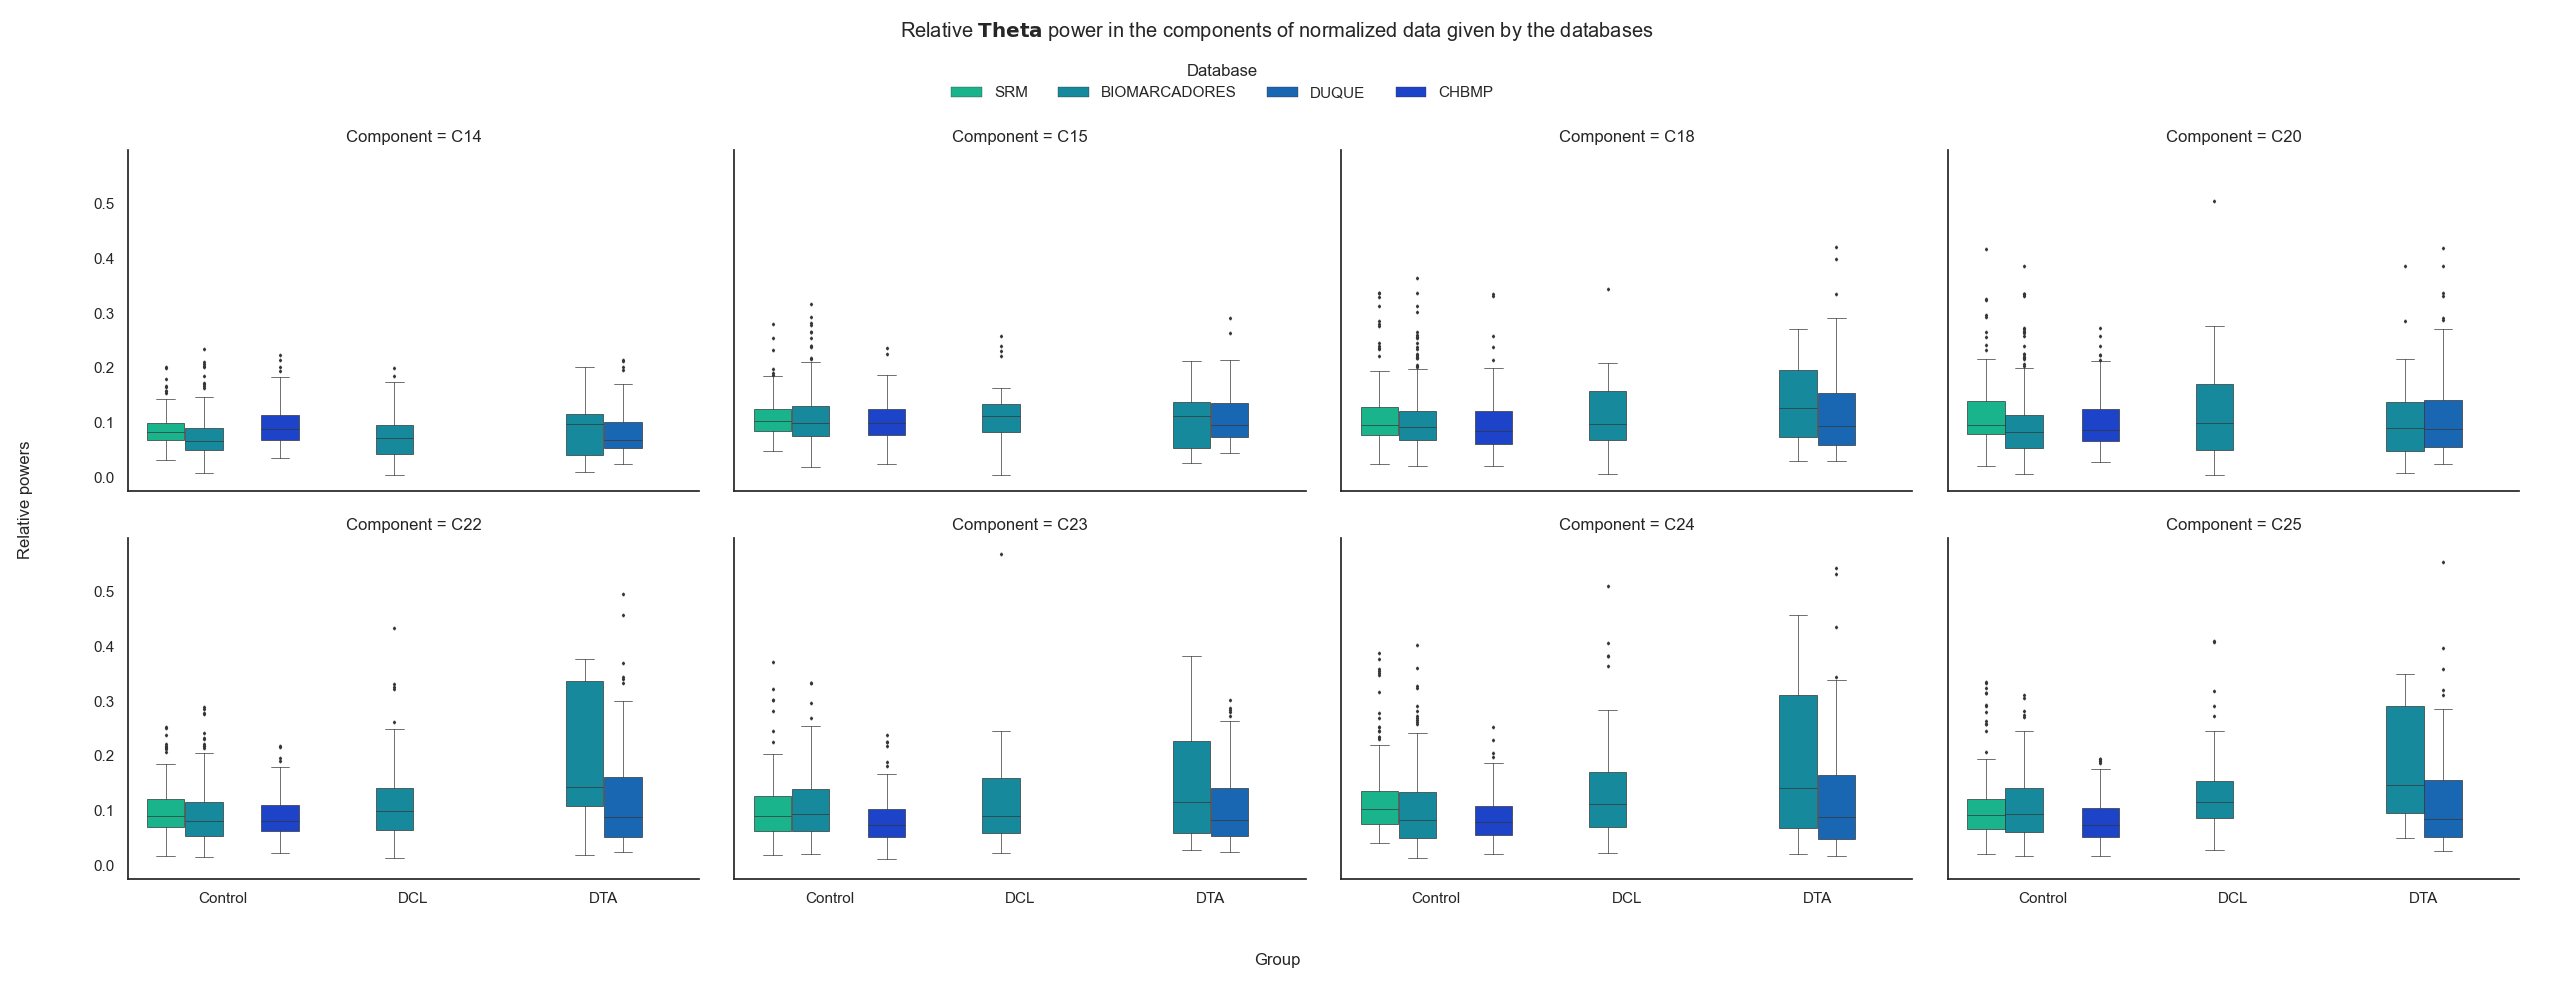 Relative Theta power in the components of normalized data given by the databases
Database
SRM BIOMARCADORES DUQUE CHBMP
Component = C14 Component = C15 Component = C18 Component = C20
0.5
0.4
0.3
0.2
0.1
0.0
Relative powers
Component = C22 Component = C23 Component = C24 Component = C25
0.5
0.4
0.3
0.2
0.1
0.0
Control DCL DTA Control DCL DTA Control DCL DTA Control DCL DTA
Group